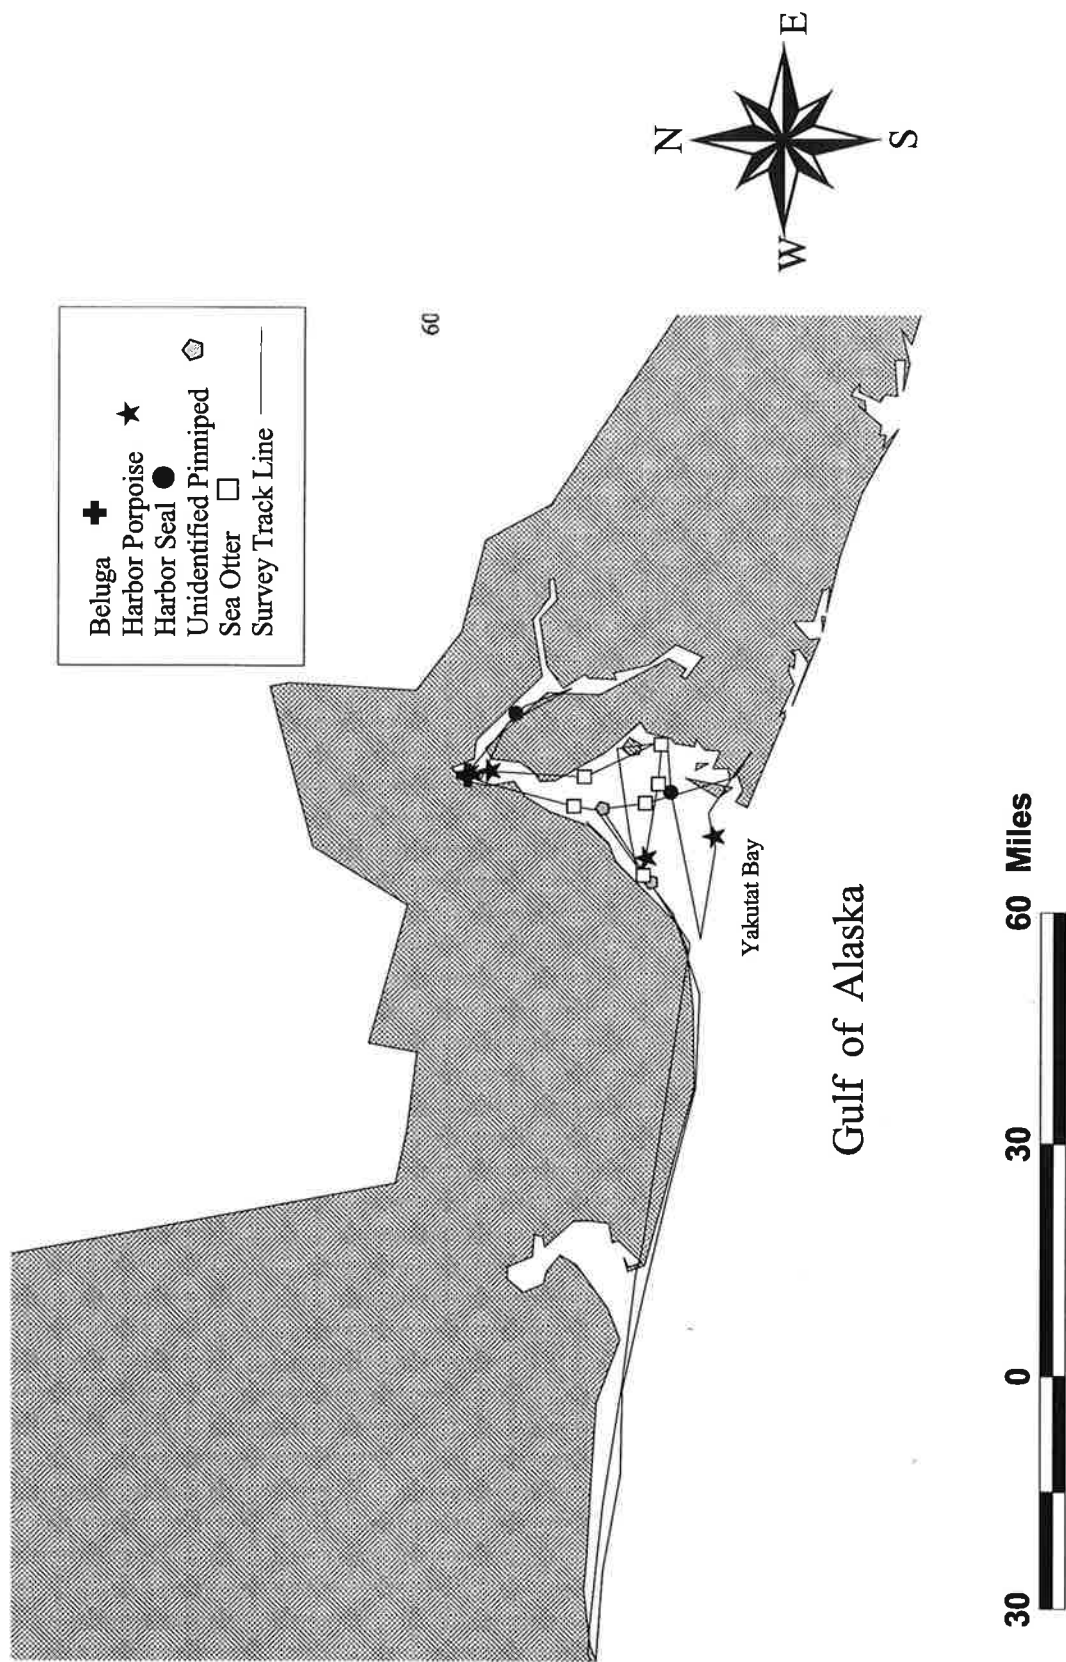 Beluga
Harbor Porpoise
Harbor Seal
Unidentified Pinniped
Sea Otter
Survey Track Line
60
N
E
W
S
Yakutat Bay
Gulf of Alaska
30 0 30 60 Miles